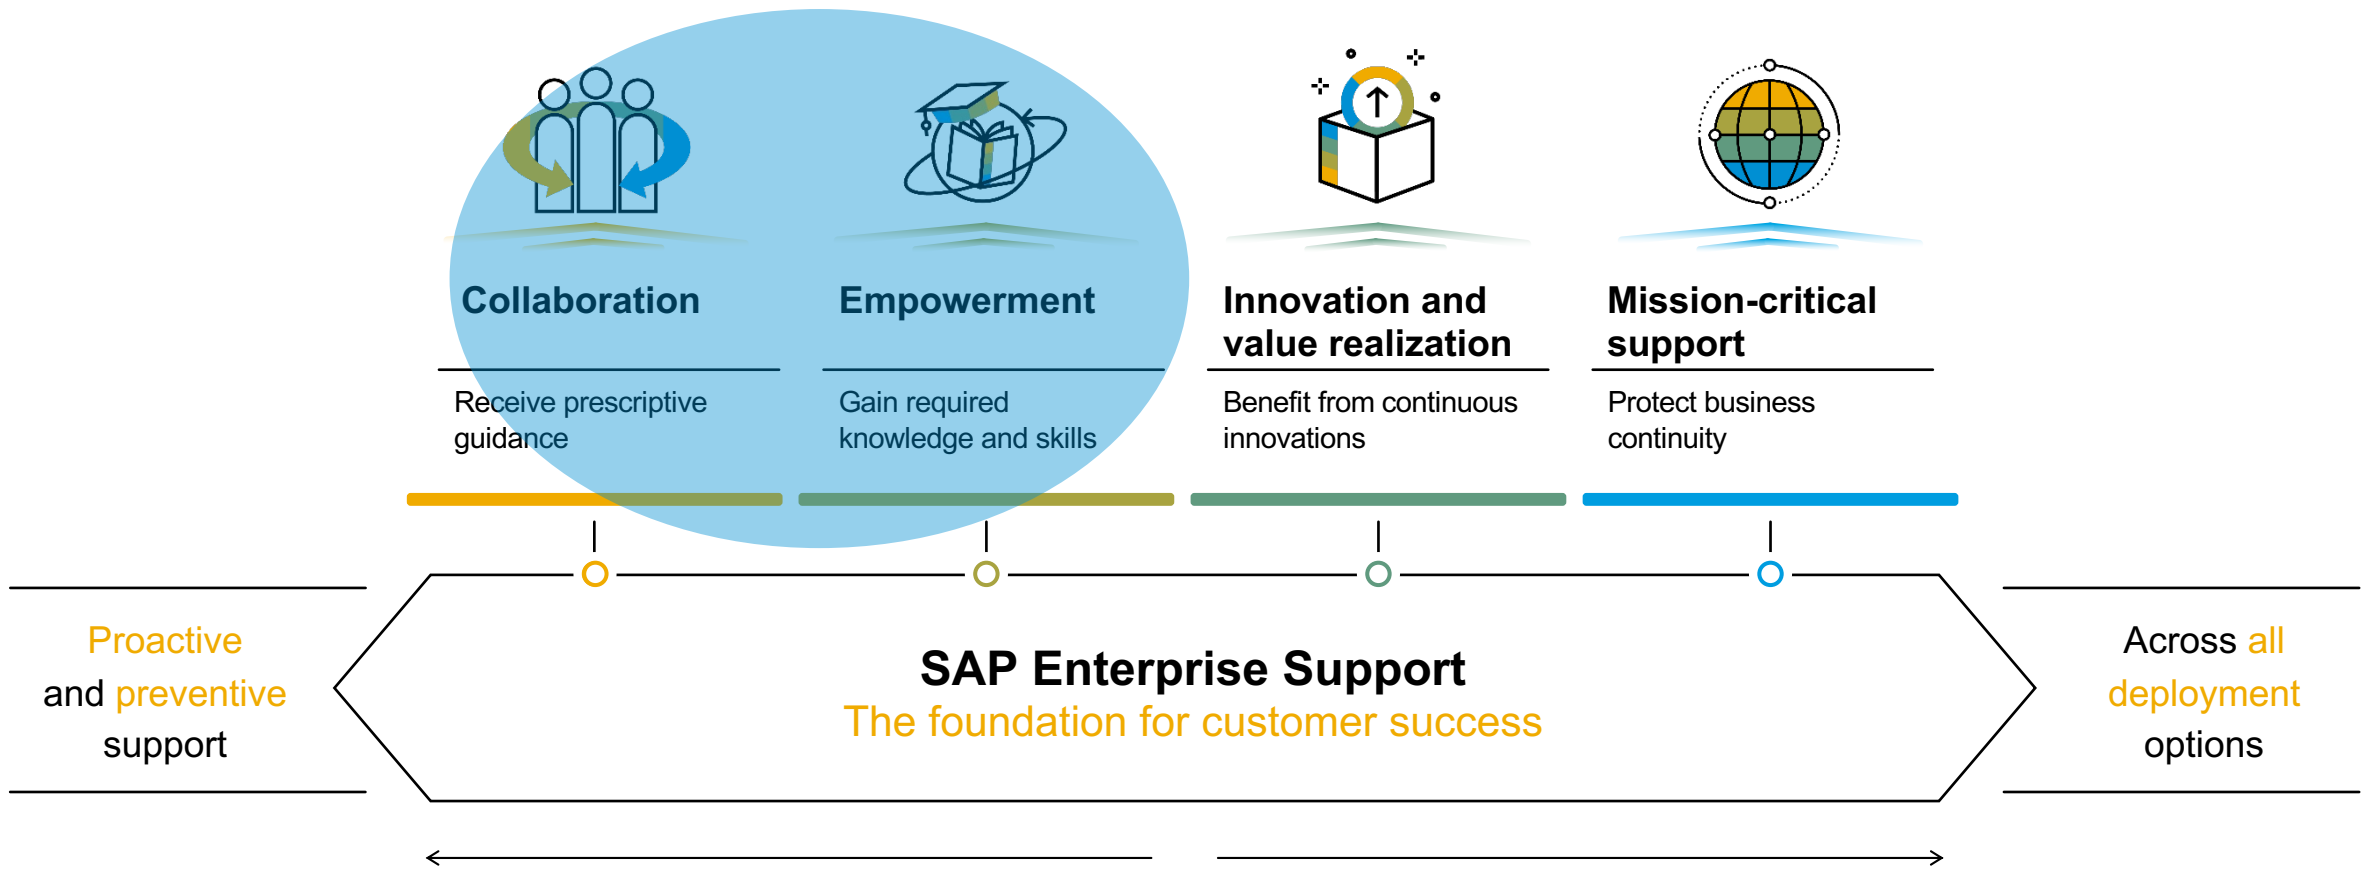 Collaboration
Receive prescriptive
guidance
Empowerment
Gain required
knowledge and skills
Innovation and
value realization
Benefit from continuous
innovations
Mission-critical
support
Protect business
continuity
Proactive
and preventive
support
SAP Enterprise Support
The foundation for customer success
Across all
deployment
options